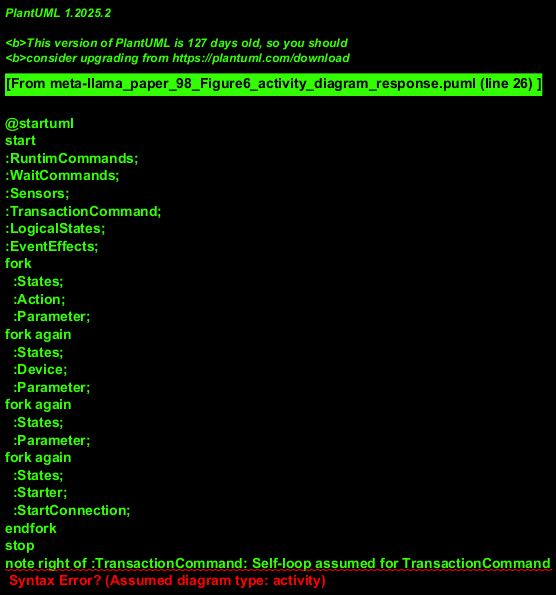 PlantUML 1.2025.2
<b>This version of PlantUML is 127 days old, so you should
<b>consider upgrading from https://plantuml.com/download
[From meta-llama_paper_98_Figure6_activity_diagram_response.puml (line 26) ]
@startuml
start
:RuntimCommands;
:WaitCommands;
:Sensors;
:TransactionCommand;
:LogicalStates;
:EventEffects;
fork
:States;
:Action;
:Parameter;
fork again
:States;
:Device;
:Parameter;
fork again
:States;
:Parameter;
fork again
:States;
:Starter;
:StartConnection;
endfork
stop
note right of :TransactionCommand: Self-loop assumed for TransactionCommand
Syntax Error? (Assumed diagram type: activity)